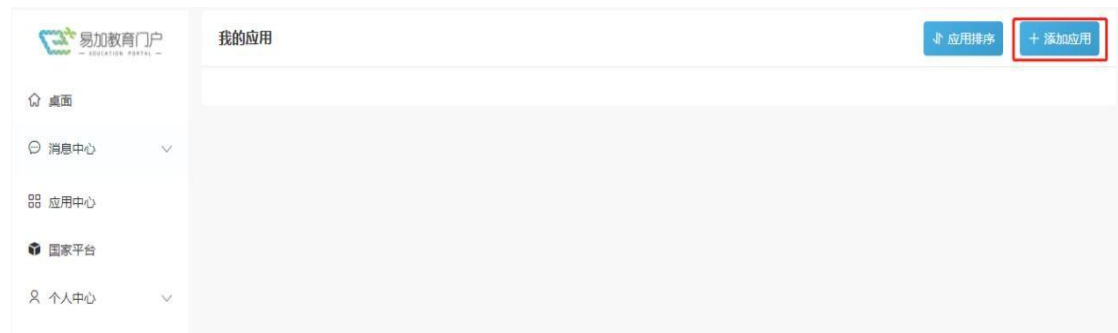 易加教育门户
EDUCATION PORTAL
我的应用
应用排序
添加应用
桌面
消息中心
应用中心
国家平台
个人中心